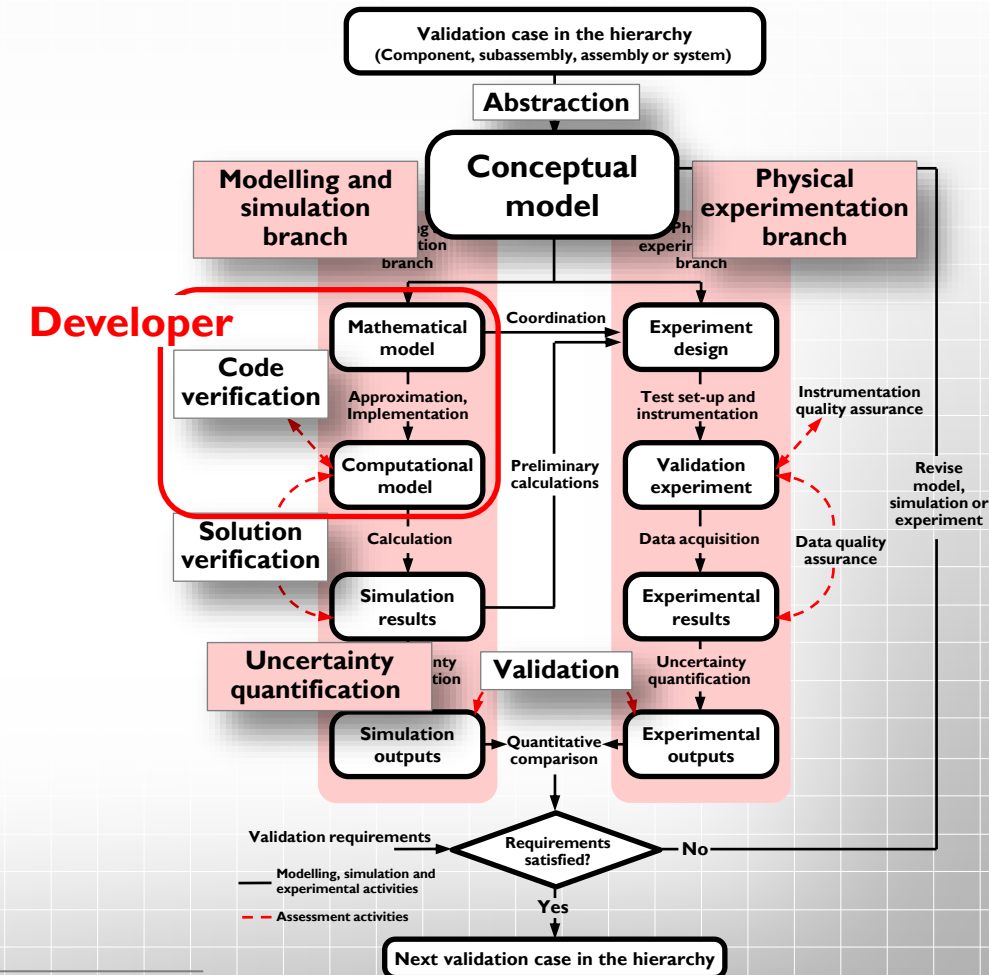 Validation case in the hierarchy
(Component, subassembly, assembly or system)
Abstraction
Conceptual
model
Modelling and
simulation
branch
branch
Physical
experimentation
branch
branch
Developer
Mathematical
model
Coordination
Experiment
design
Code
verification
Approximation,
Implementation
Test set-up and
instrumentation
Instrumentation
quality assurance
Computational
model
Preliminary
calculations
Validation
experiment
Revise
model,
simulation or
experiment
Solution
verification
Calculation
Data acquisition
Data quality
assurance
Simulation
results
Experimental
results
Uncertainty
quantification
Validation
Uncertainty
quantification
Simulation
outputs
Quantitative
comparison
Experimental
outputs
Validation requirements
Requirements
satisfied?
No
Modelling, simulation and
experimental activities
Assessment activities
Yes
Next validation case in the hierarchy